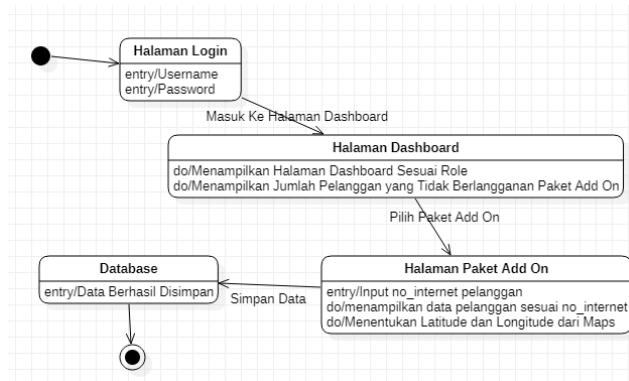 Halaman Login
entry/Username
entry/Password
Masuk Ke Halaman Dashboard
Halaman Dashboard
do/Menampilkan Halaman Dashboard Sesuai Role
do/Menampilkan Jumlah Pelanggan yang Tidak Berlangganan Paket Add On
Pilih Paket Add On
Halaman Paket Add On
entry/Input no_internet pelanggan
do/menampilkan data pelanggan sesuai no_internet
do/Menentukan Latitude dan Longitude dari Maps
Simpan Data
Database
entry/Data Berhasil Disimpan